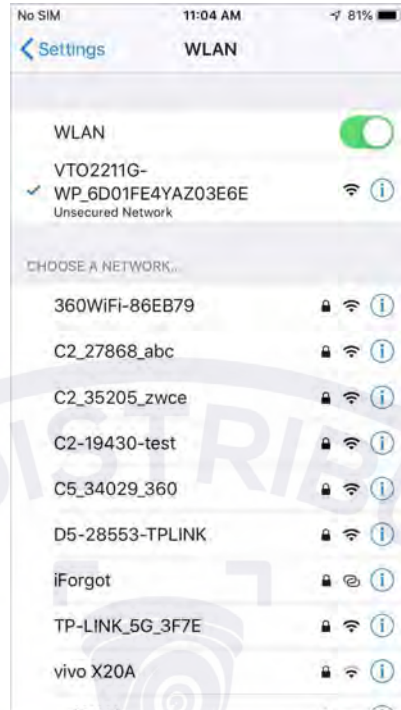 No SIM 11:04 AM 81%
Settings WLAN
WLAN
VTO2211G-
WP_6D01FE4YAZ03E6E
Unsecured Network
CHOOSE A NETWORK...
360WiFi-86EB79
C2_27868_abc
C2_35205_zwce
C2-19430-test
C5_34029_360
D5-28553-TPLINK
iForgot
TP-LINK_5G_3F7E
vivo X20A